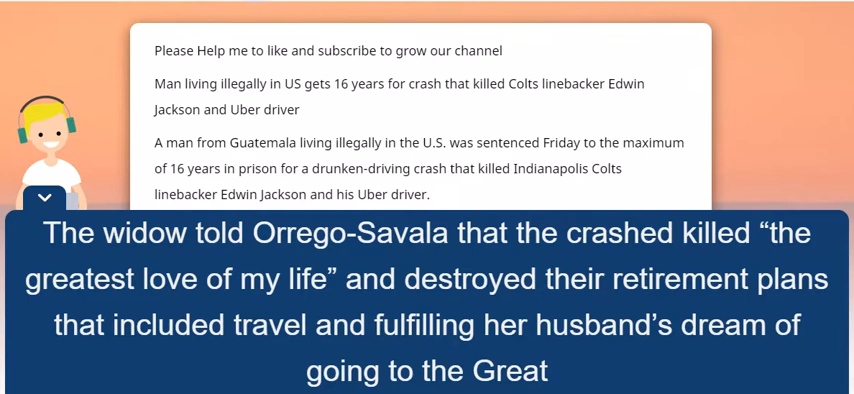 Please Help me to like and subscribe to grow our channel
Man living illegally in US gets 16 years for crash that killed Colts linebacker Edwin
Jackson and Uber driver
A man from Guatemala living illegally in the U.S. was sentenced Friday to the maximum
of 16 years in prison for a drunken-driving crash that killed Indianapolis Colts
linebacker Edwin Jackson and his Uber driver.
The widow told Orrego-Savala that the crashed killed “the
greatest love of my life” and destroyed their retirement plans
that included travel and fulfilling her husband’s dream of
going to the Great